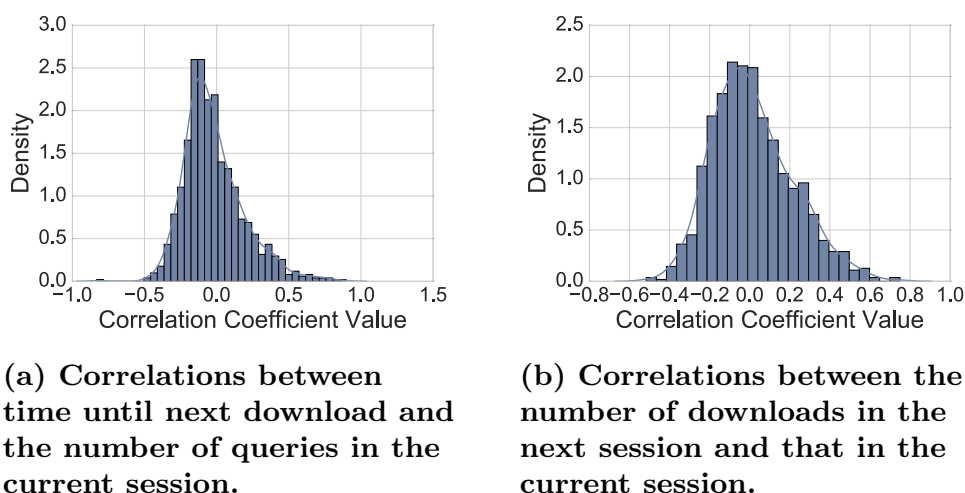 3.0
2.5
2.0
1.5
1.0
0.5
0.0
Density
−1.0 −0.5 0.0 0.5 1.0 1.5
Correlation Coefficient Value
2.5
2.0
1.5
1.0
0.5
0.0
Density
−0.8 −0.6 −0.4 −0.2 0.0 0.2 0.4 0.6 0.8 1.0
Correlation Coefficient Value
(a) Correlations between
time until next download and
the number of queries in the
current session.
(b) Correlations between the
number of downloads in the
next session and that in the
current session.